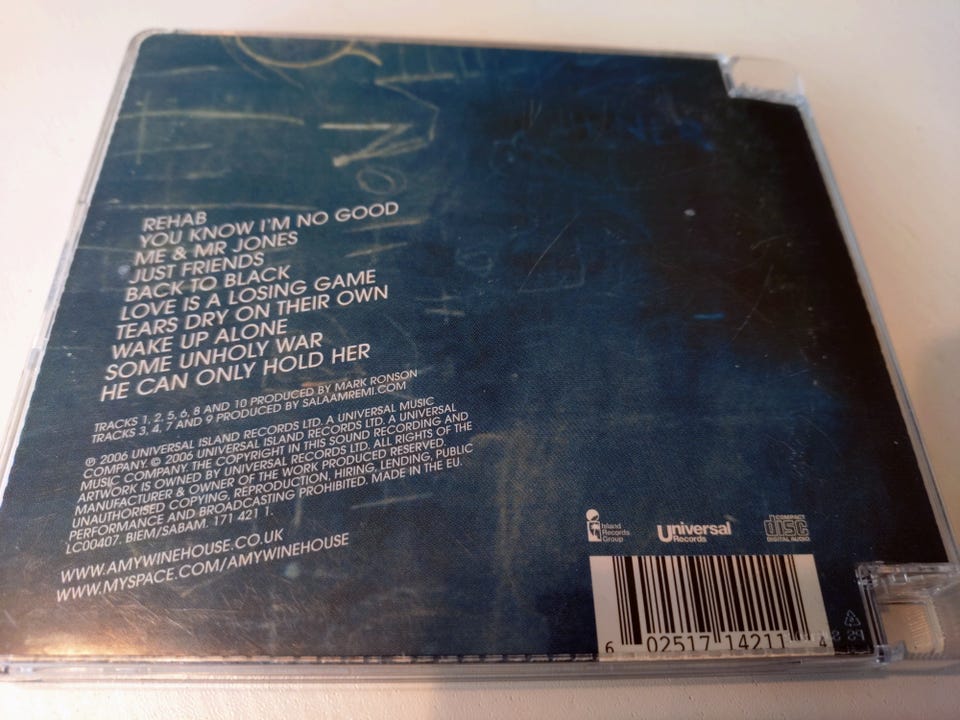 REHAB
YOU KNOW I'M NO GOOD
ME & MR JONES
JUST FRIENDS
BACK TO BLACK
LOVE IS A LOSING GAME
TEARS DRY ON THEIR OWN
WAKE UP ALONE
SOME UNHOLY WAR
HE CAN ONLY HOLD HER
TRACKS 1, 2, 5, 6, 8 AND 10 PRODUCED BY MARK RONSON
TRACKS 3, 4, 7 AND 9 PRODUCED BY SALAAMREMI.COM
℗ 2006 UNIVERSAL ISLAND RECORDS LTD. A UNIVERSAL MUSIC
COMPANY. © 2006 UNIVERSAL ISLAND RECORDS LTD. A UNIVERSAL
MUSIC COMPANY. THE COPYRIGHT IN THIS SOUND RECORDING AND
ARTWORK IS OWNED BY UNIVERSAL RECORDS LTD. ALL RIGHTS OF THE
MANUFACTURER & OWNER OF THE WORK PRODUCED RESERVED.
UNAUTHORISED COPYING, REPRODUCTION, HIRING, LENDING, PUBLIC
PERFORMANCE AND BROADCASTING PROHIBITED. MADE IN THE EU.
LC00407. BIEM/SABAM. 171 421 1.
WWW.AMYWINEHOUSE.CO.UK
WWW.MYSPACE.COM/AMYWINEHOUSE
Island
Records
Group
Universal
Records
COMPACT
disc
DIGITAL AUDIO
6 02517 14211 4